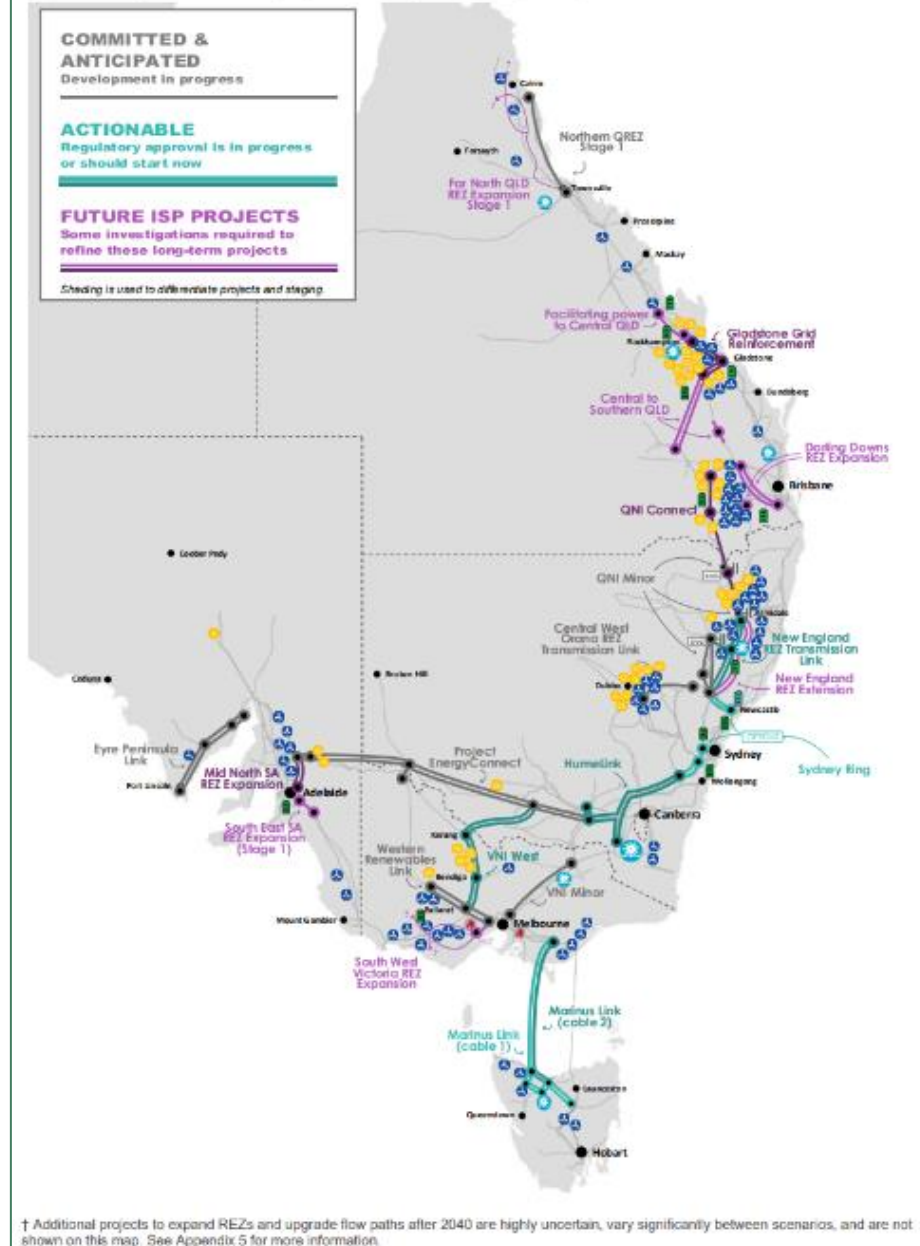 COMMITTED &
ANTICIPATED
Development in progress
ACTIONABLE
Regulatory approval is in progress
or should start now
FUTURE ISP PROJECTS
Some investigations required to
refine these long-term projects
Shading is used to differentiate projects and staging.
Cairns
Forsyth
Northern QREZ
Stage 1
Far North QLD
REZ Expansion
Stage 1
Townsville
Proserpine
Mackay
Facilitating power
to Central QLD
Rockhampton
Gladstone Grid
Reinforcement
Gladstone
Bundaberg
Central to
Southern QLD
Darling Downs
REZ Expansion
Brisbane
QNI Connect
Coober Pedy
QNI Minor
Armidale
Central West
Orana REZ
Transmission Link
New England
REZ Transmission
Link
New England
REZ Extension
Dubbo
Broken Hill
Ceduna
Newcastle
Sydney
Sydney Ring
Wollongong
Eyre Peninsula
Link
Port Lincoln
Mid North SA
REZ Expansion
Adelaide
South East SA
REZ Expansion
(Stage 1)
Project
EnergyConnect
HumeLink
Canberra
Kerang
Western
Renewables
Link
Bendigo
VNI West
VNI Minor
Ballarat
Mount Gambier
Melbourne
South West
Victoria REZ
Expansion
Marinus Link
(cable 2)
Marinus Link
(cable 1)
Launceston
Queenstown
Hobart
† Additional projects to expand REZs and upgrade flow paths after 2040 are highly uncertain, vary significantly between scenarios, and are not
shown on this map. See Appendix 5 for more information.